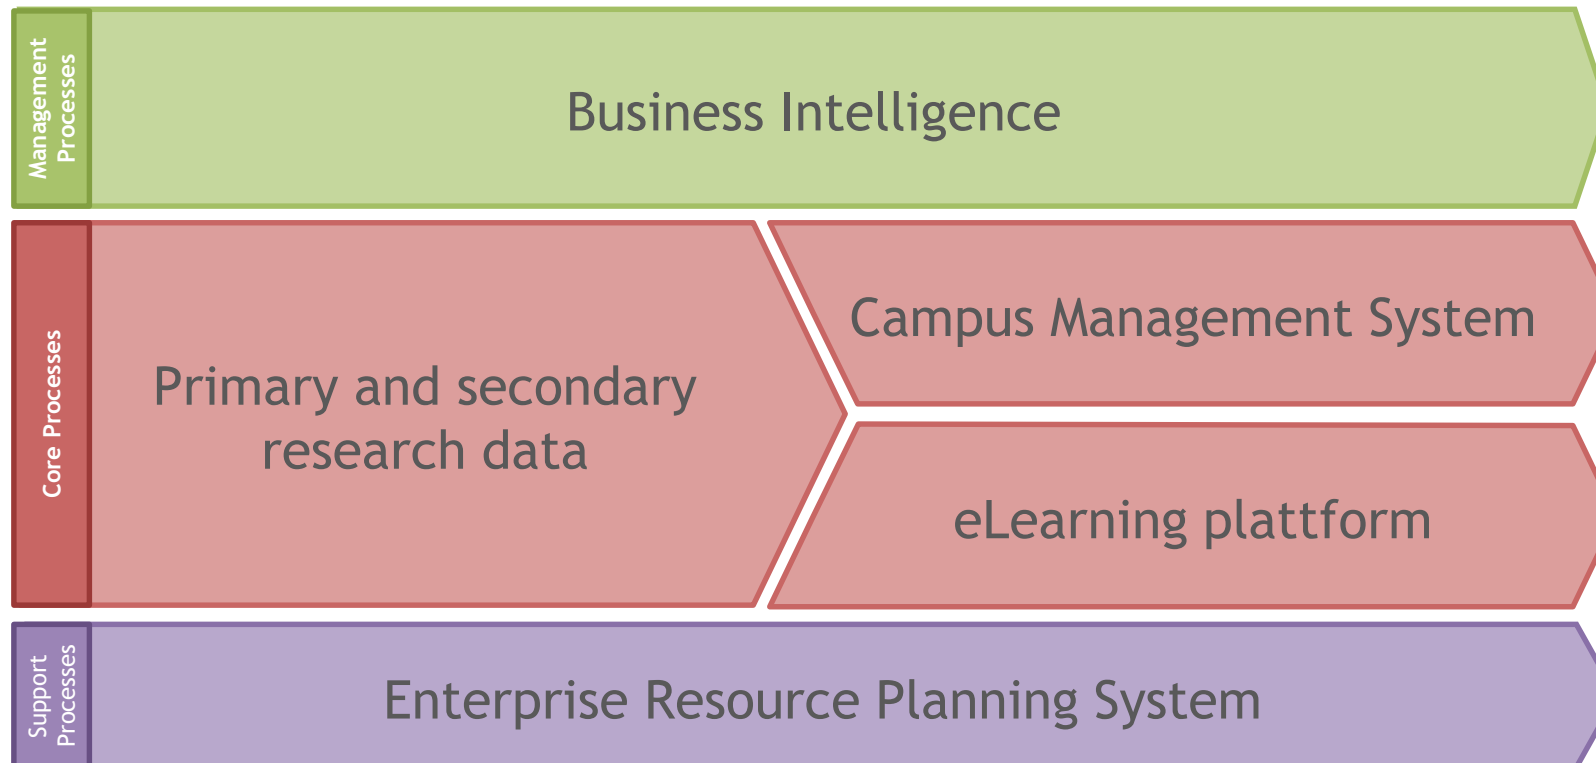 Management
Processes
Business Intelligence
Core Processes
Primary and secondary
research data
Campus Management System
eLearning plattform
Support
Processes
Enterprise Resource Planning System